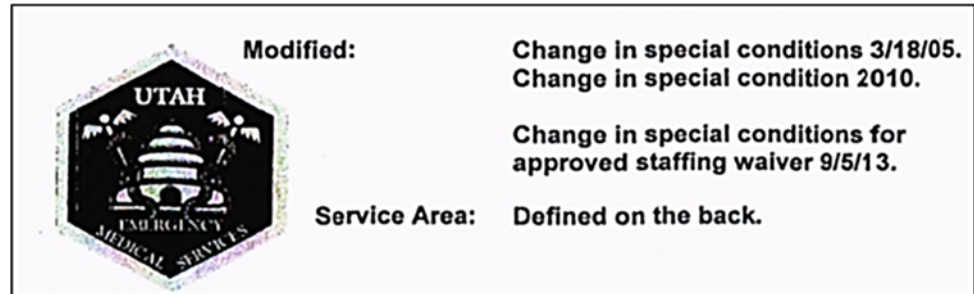 Modified: Change in special conditions 3/18/05.
Change in special condition 2010.
Change in special conditions for
approved staffing waiver 9/5/13.
Service Area: Defined on the back.
UTAH
EMERGENCY
MEDICAL SERVICES